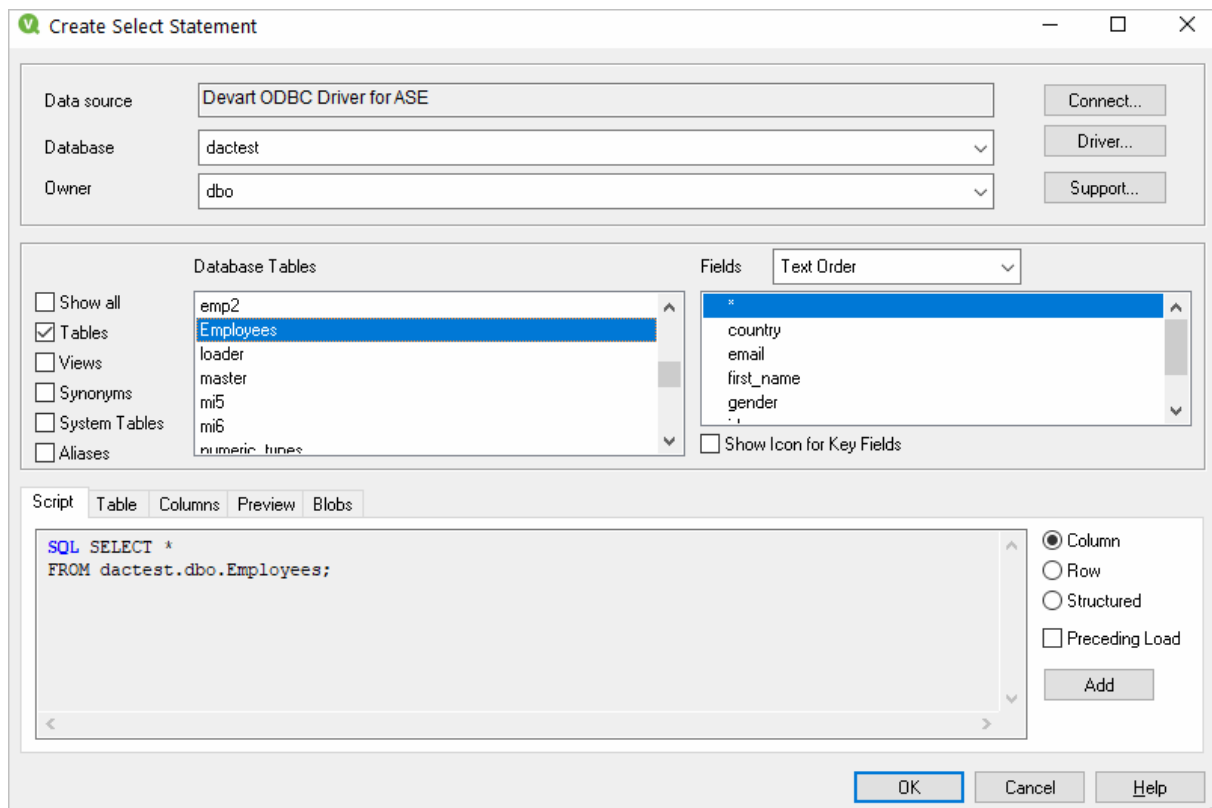 Create Select Statement
Data source
Devart ODBC Driver for ASE
Connect...
Database
dactest
Driver...
Owner
dbo
Support...
Database Tables
Fields
Text Order
Show all
Tables
Views
Synonyms
System Tables
Aliases
emp2
Employees
loader
master
mi5
mi6
numeric_types
*
country
email
first_name
gender
Show Icon for Key Fields
Script
Table
Columns
Preview
Blobs
SQL SELECT *
FROM dactest.dbo.Employees;
Column
Row
Structured
Preceding Load
Add
OK
Cancel
Help